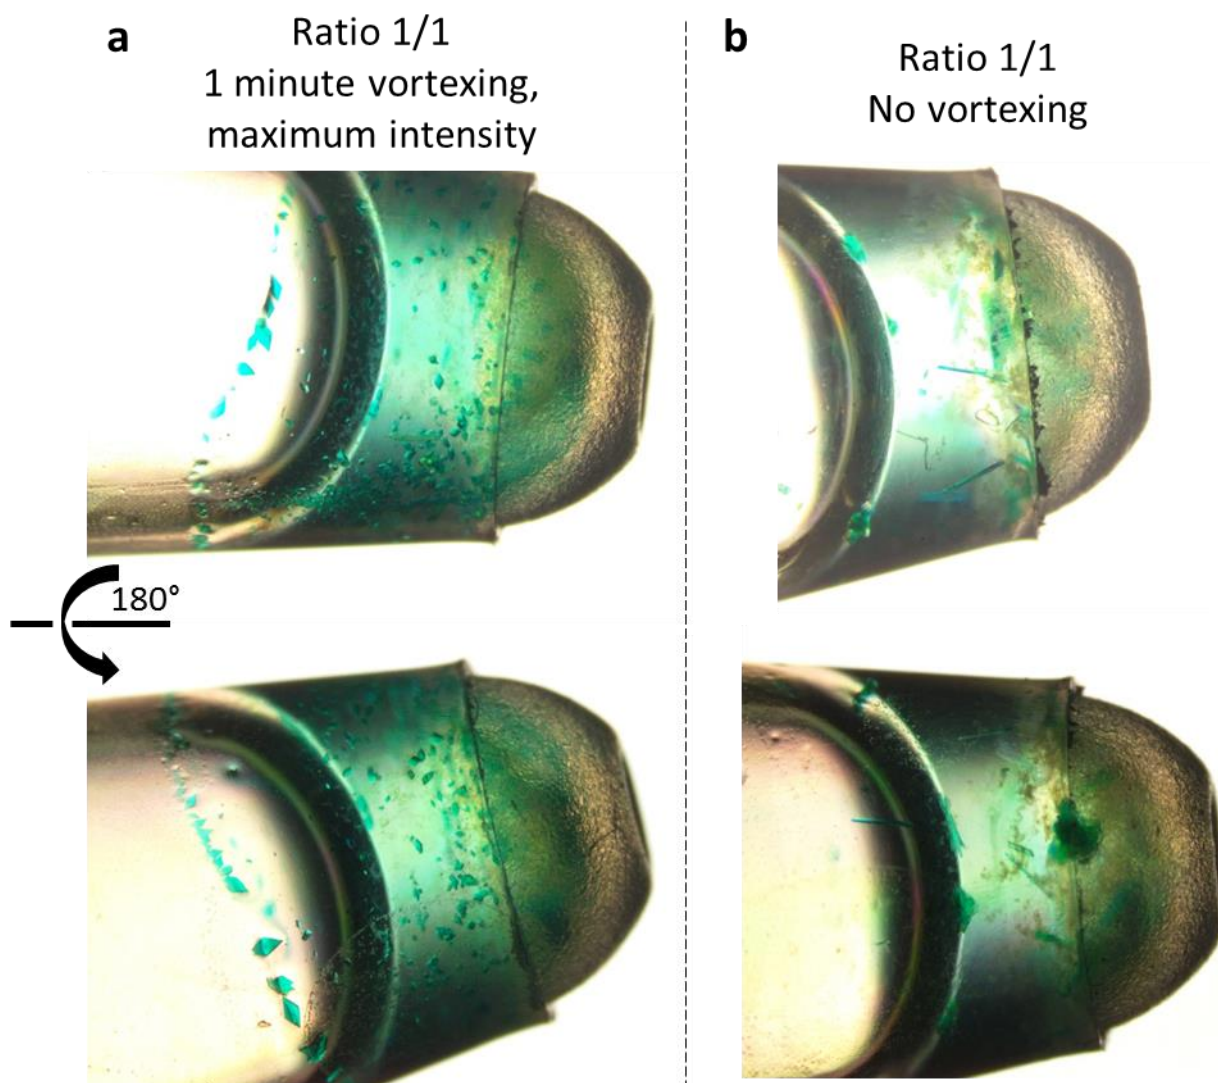 a
Ratio 1/1
1 minute vortexing,
maximum intensity
b
Ratio 1/1
No vortexing
180°